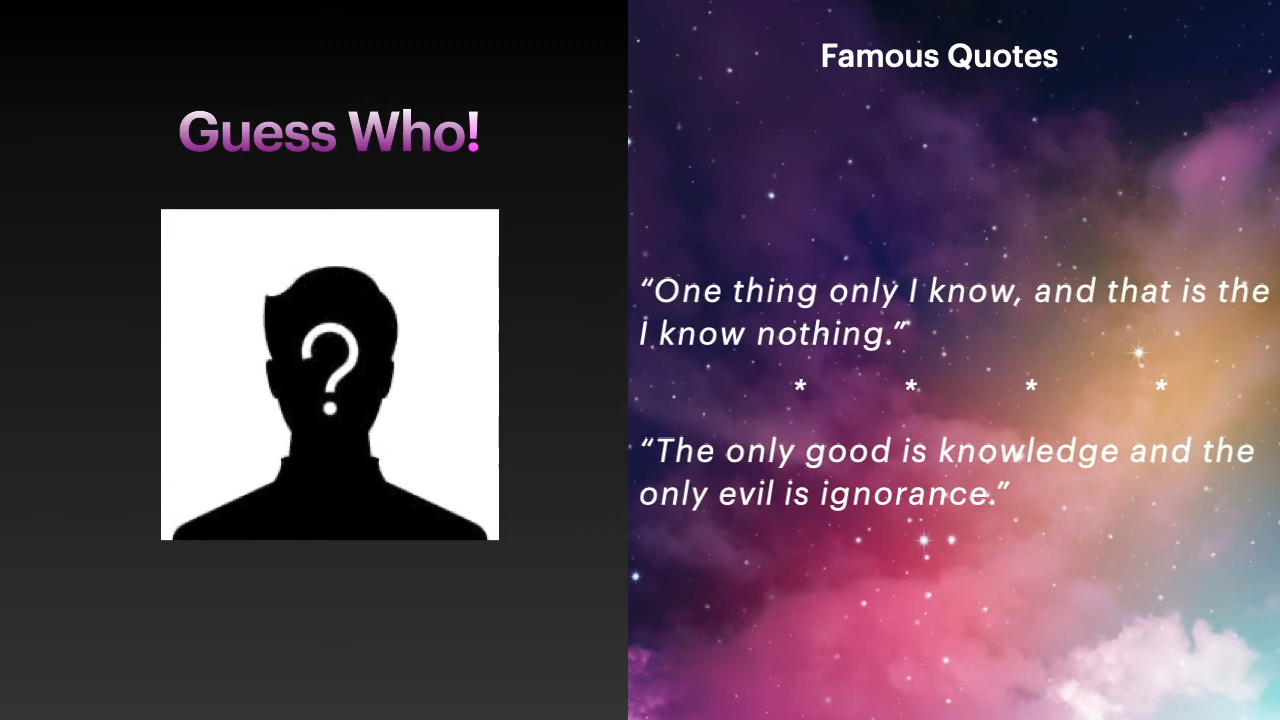 Guess Who!
?
Famous Quotes
“One thing only I know, and that is the
I know nothing.”
* * * *
“The only good is knowledge and the
only evil is ignorance.”